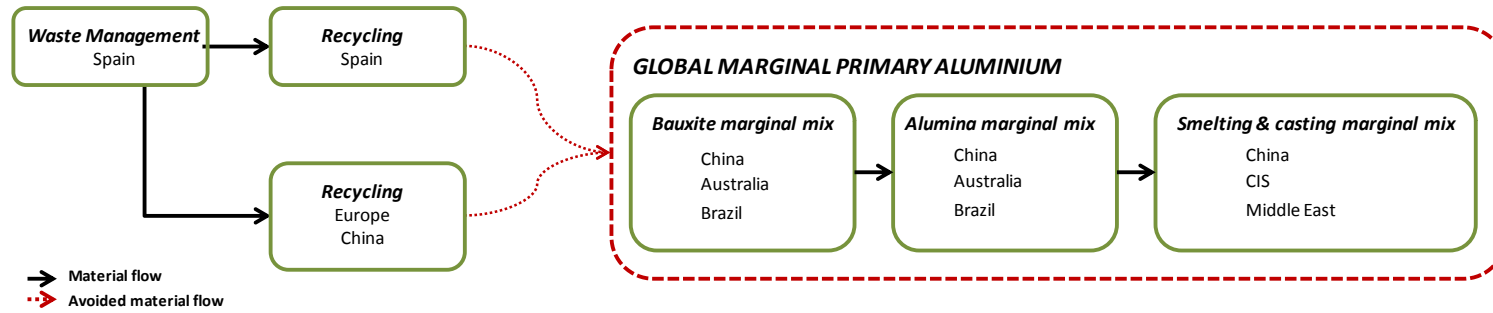 Waste Management
Spain
Recycling
Spain
Recycling
Europe
China
GLOBAL MARGINAL PRIMARY ALUMINIUM
Bauxite marginal mix
China
Australia
Brazil
Alumina marginal mix
China
Australia
Brazil
Smelting & casting marginal mix
China
CIS
Middle East
Material flow
Avoided material flow